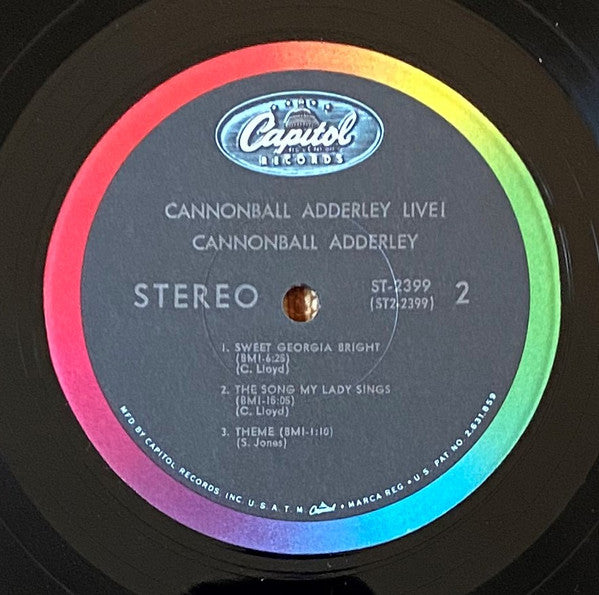 Capitol
RECORDS
CANNONBALL ADDERLEY LIVE!
CANNONBALL ADDERLEY
STEREO
ST-2399
(ST2-2399)
2
1. SWEET GEORGIA BRIGHT
(BMI-6:25)
(C. Lloyd)
2. THE SONG MY LADY SINGS
(BMI-16:05)
(C. Lloyd)
3. THEME (BMI-1:10)
(S. Jones)
MFD. BY CAPITOL RECORDS, INC. U.S.A. T.M. Capitol • MARCA REG. • U.S. PAT. NO. 2,631,859